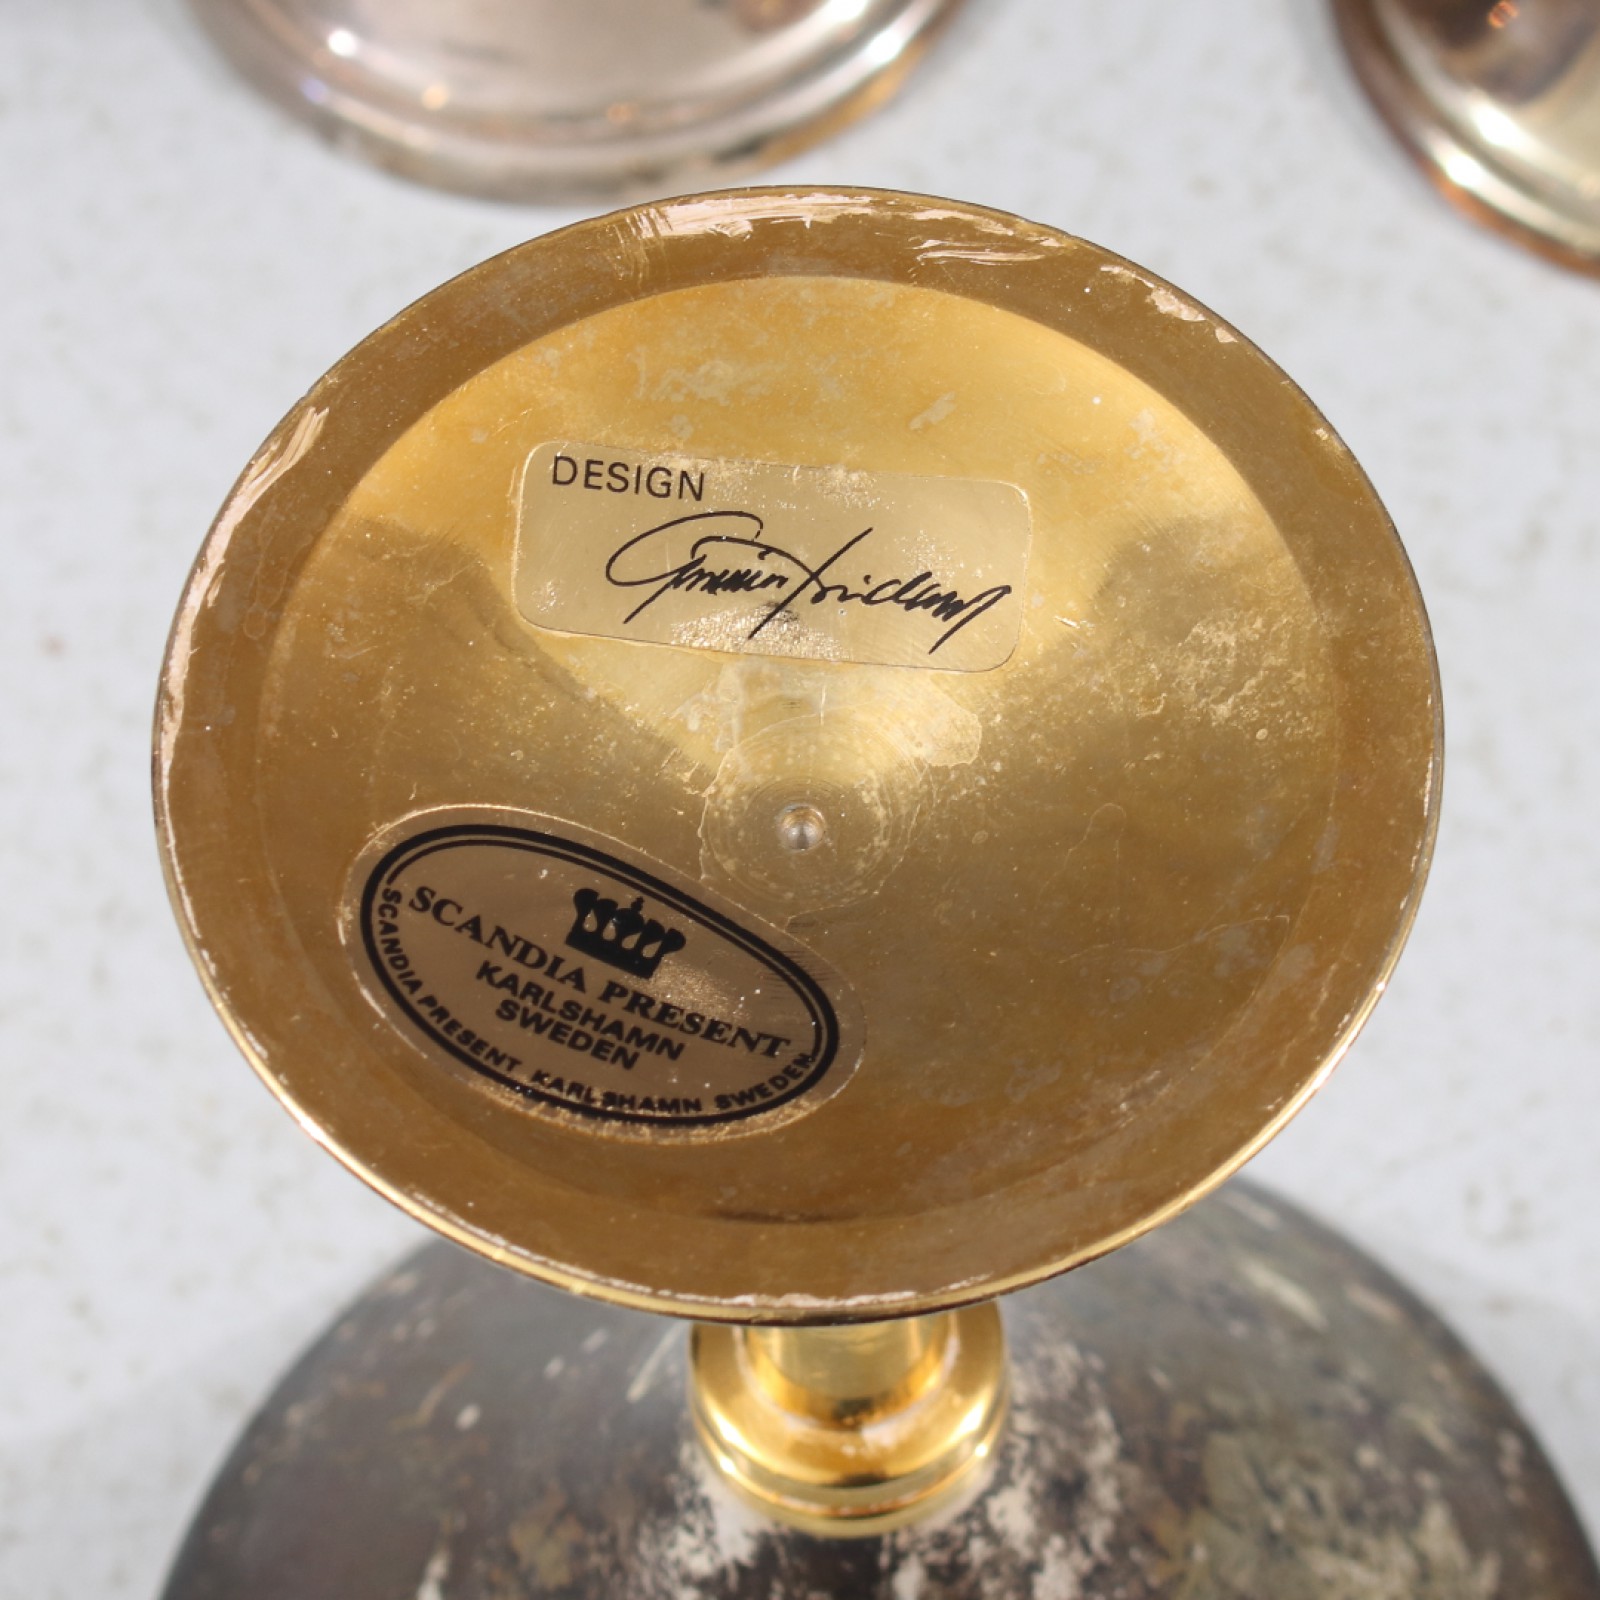 DESIGN
SCANDIA PRESENT
KARLSHAMN
SWEDEN
SCANDIA PRESENT KARLSHAMN SWEDEN